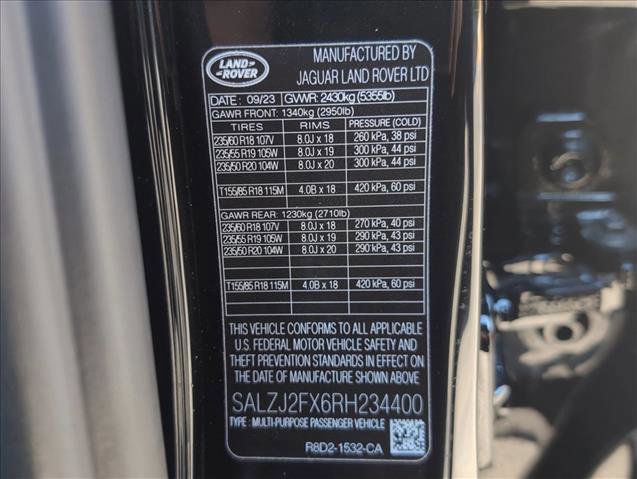 LAND ROVER
MANUFACTURED BY
JAGUAR LAND ROVER LTD
DATE : 09/23 GVWR: 2430kg (5355lb)
GAWR FRONT: 1340kg (2950lb)
TIRES RIMS PRESSURE (COLD)
235/60 R18 107V 8.0J x 18 260 kPa, 38 psi
235/55 R19 105W 8.0J x 19 300 kPa, 44 psi
235/50 R20 104W 8.0J x 20 300 kPa, 44 psi
T155/85 R18 115M 4.0B x 18 420 kPa, 60 psi
GAWR REAR: 1230kg (2710lb)
235/60 R18 107V 8.0J x 18 270 kPa, 40 psi
235/55 R19 105W 8.0J x 19 290 kPa, 43 psi
235/50 R20 104W 8.0J x 20 290 kPa, 43 psi
T155/85 R18 115M 4.0B x 18 420 kPa, 60 psi
THIS VEHICLE CONFORMS TO ALL APPLICABLE
U.S. FEDERAL MOTOR VEHICLE SAFETY AND
THEFT PREVENTION STANDARDS IN EFFECT ON
THE DATE OF MANUFACTURE SHOWN ABOVE
SALZJ2FX6RH234400
TYPE : MULTI-PURPOSE PASSENGER VEHICLE
R8D2-1532-CA